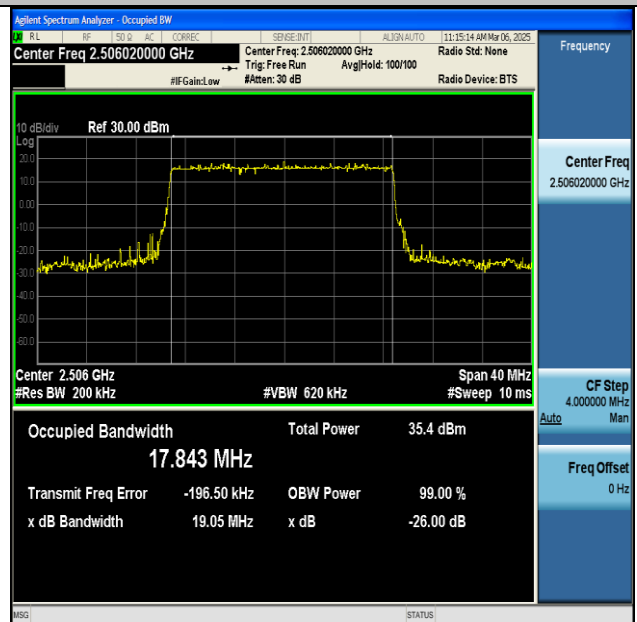 Agilent Spectrum Analyzer - Occupied BW
LXI RL RF 50 Ω AC CORREC SENSE:INT ALIGN AUTO 11:15:14 AM Mar 06, 2025
Center Freq 2.506020000 GHz
Center Freq: 2.506020000 GHz
Radio Std: None
Trig: Free Run Avg|Hold: 100/100
#IFGain:Low #Atten: 30 dB Radio Device: BTS
Frequency
10 dB/div Ref 30.00 dBm
Log
20.0
10.0
0.00
-10.0
-20.0
-30.0
-40.0
-50.0
-60.0
Center 2.506 GHz Span 40 MHz
#Res BW 200 kHz #VBW 620 kHz #Sweep 10 ms
Center Freq
2.506020000 GHz
CF Step
4.000000 MHz
Auto Man
Freq Offset
0 Hz
Occupied Bandwidth Total Power 35.4 dBm
17.843 MHz
Transmit Freq Error -196.50 kHz OBW Power 99.00 %
x dB Bandwidth 19.05 MHz x dB -26.00 dB
MSG STATUS